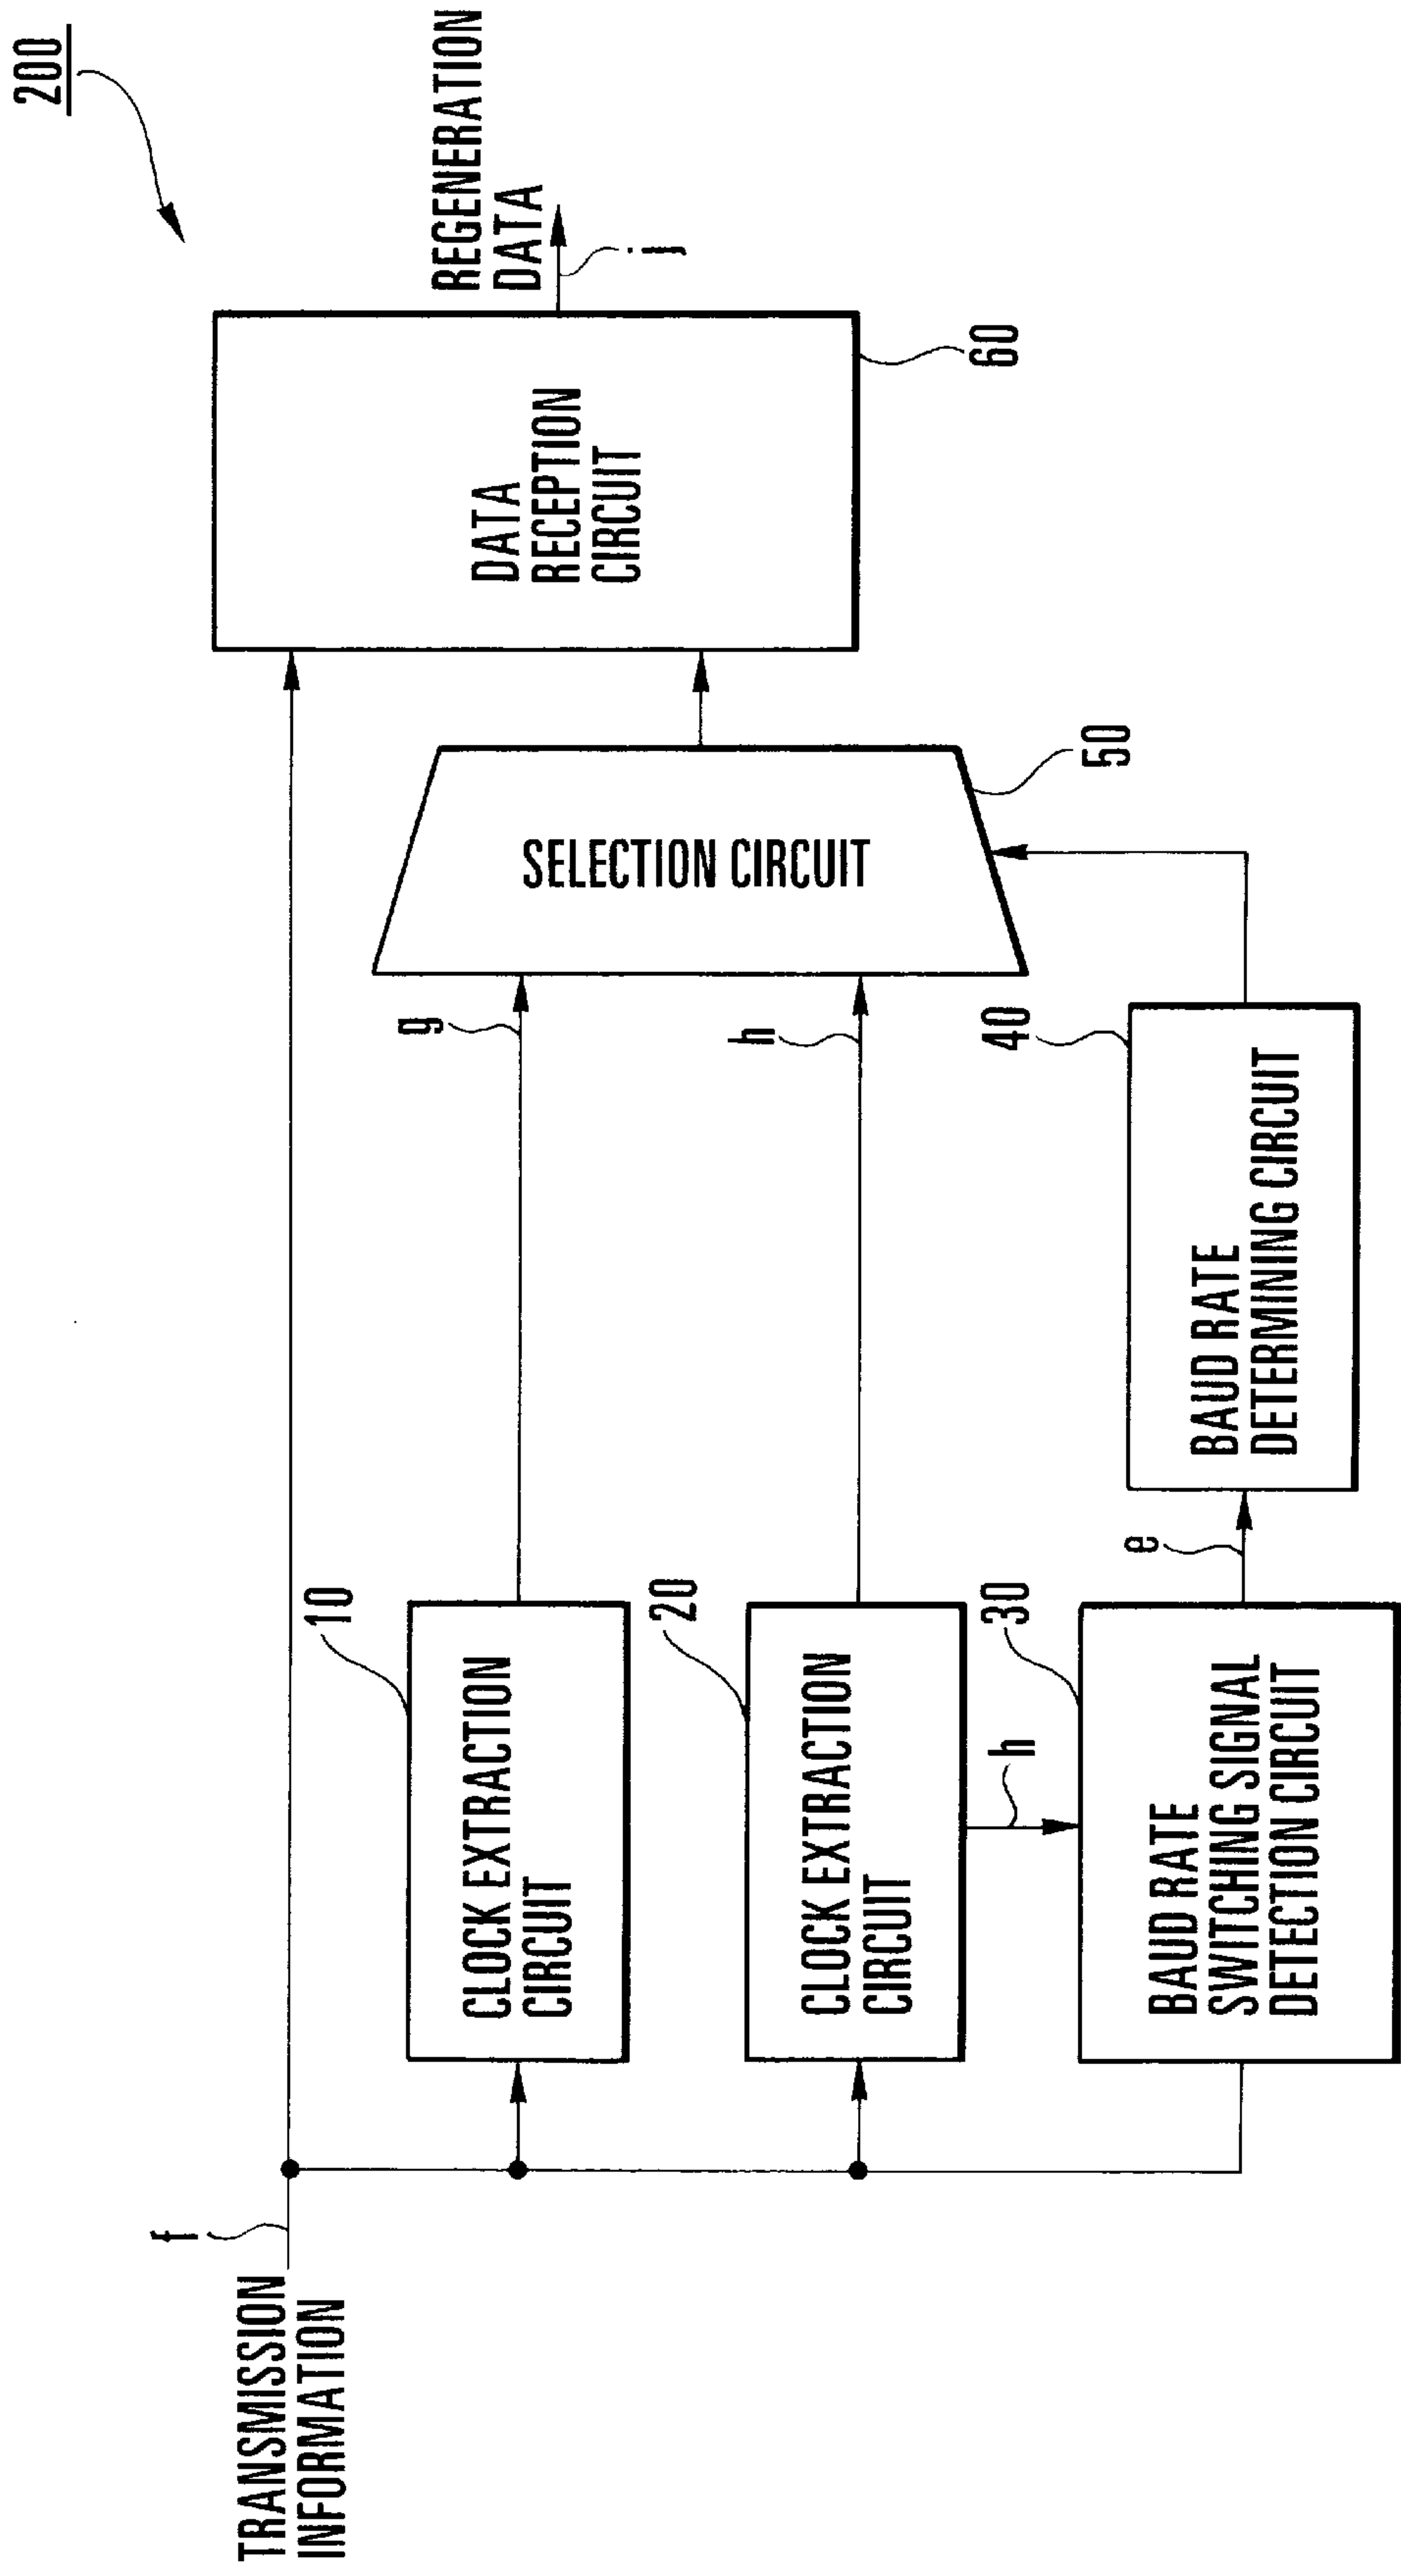 200
TRANSMISSION
INFORMATION
f
REGENERATION
DATA
j
DATA
RECEPTION
CIRCUIT
60
SELECTION CIRCUIT
50
g
h
10
CLOCK EXTRACTION
CIRCUIT
20
CLOCK EXTRACTION
CIRCUIT
h
30
BAUD RATE
SWITCHING SIGNAL
DETECTION CIRCUIT
e
40
BAUD RATE
DETERMINING CIRCUIT